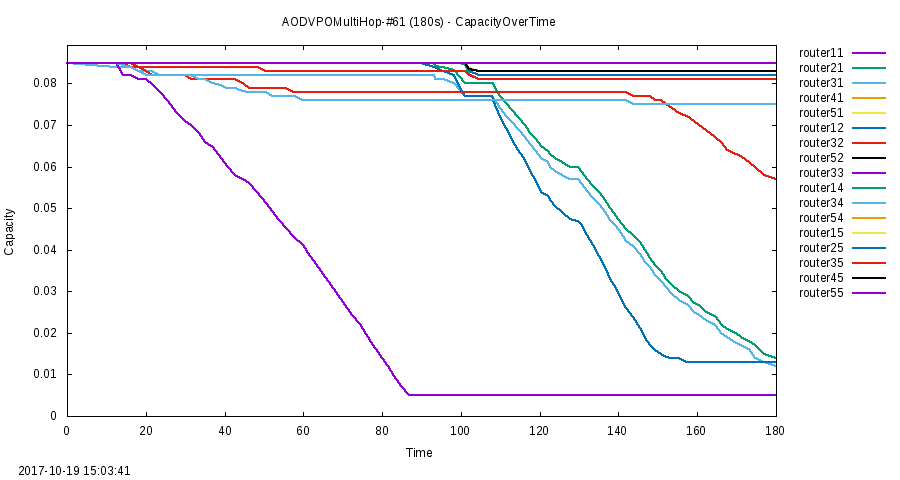 AODVPOMultiHop-#61 (180s) - CapacityOverTime
router11
router21
router31
router41
router51
router12
router32
router52
router33
router14
router34
router54
router15
router25
router35
router45
router55
0.08
0.07
0.06
0.05
0.04
0.03
0.02
0.01
0
Capacity
0 20 40 60 80 100 120 140 160 180
Time
2017-10-19 15:03:41